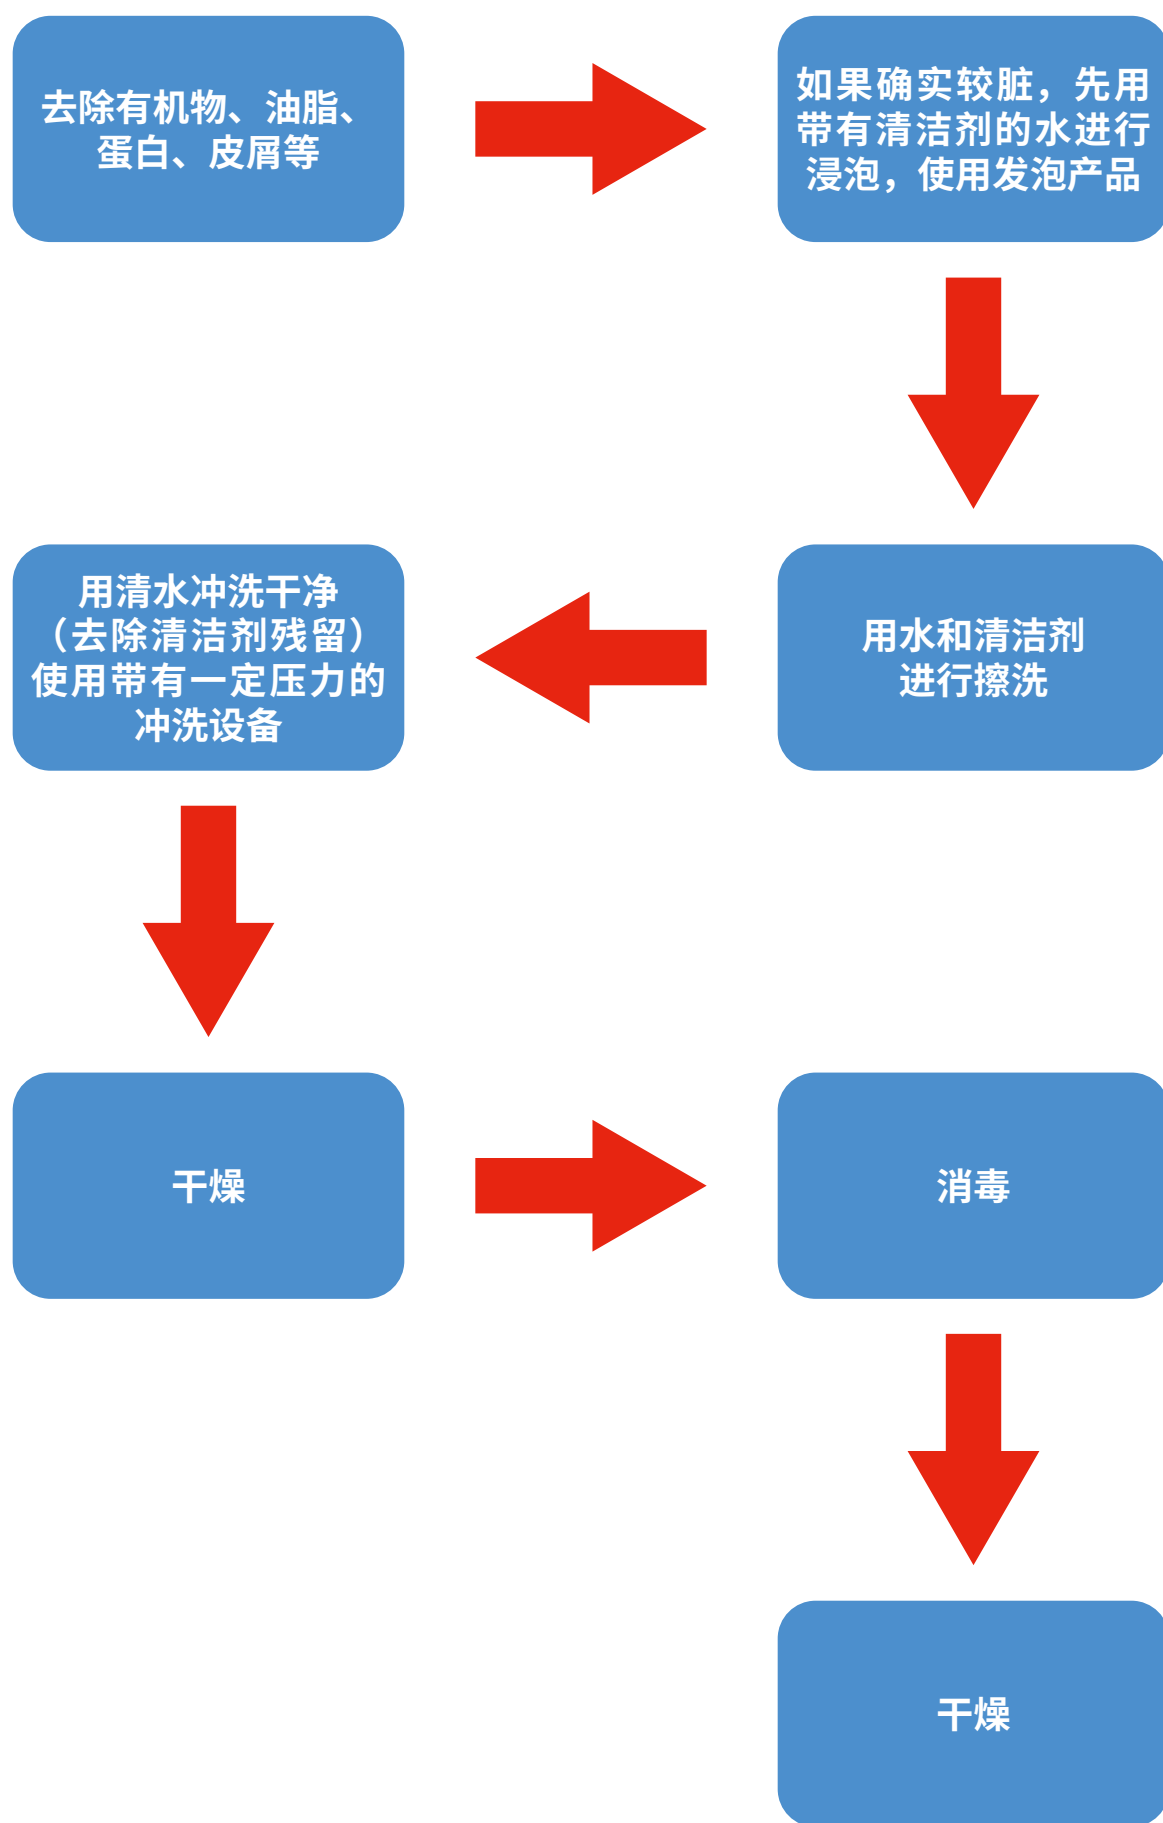 去除有机物、油脂、
蛋白、皮屑等
如果确实较脏，先用
带有清洁剂的水进行
浸泡，使用发泡产品
用水和清洁剂
进行擦洗
用清水冲洗干净
（去除清洁剂残留）
使用带有一定压力的
冲洗设备
干燥
消毒
干燥